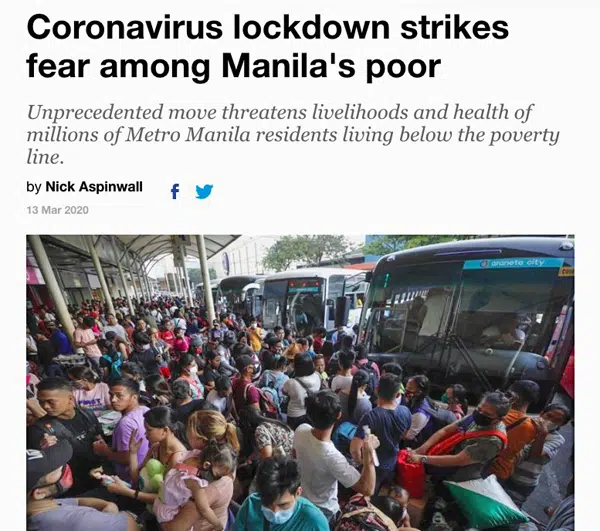 Coronavirus lockdown strikes
fear among Manila's poor
Unprecedented move threatens livelihoods and health of
millions of Metro Manila residents living below the poverty
line.
by Nick Aspinwall
13 Mar 2020
araneta city